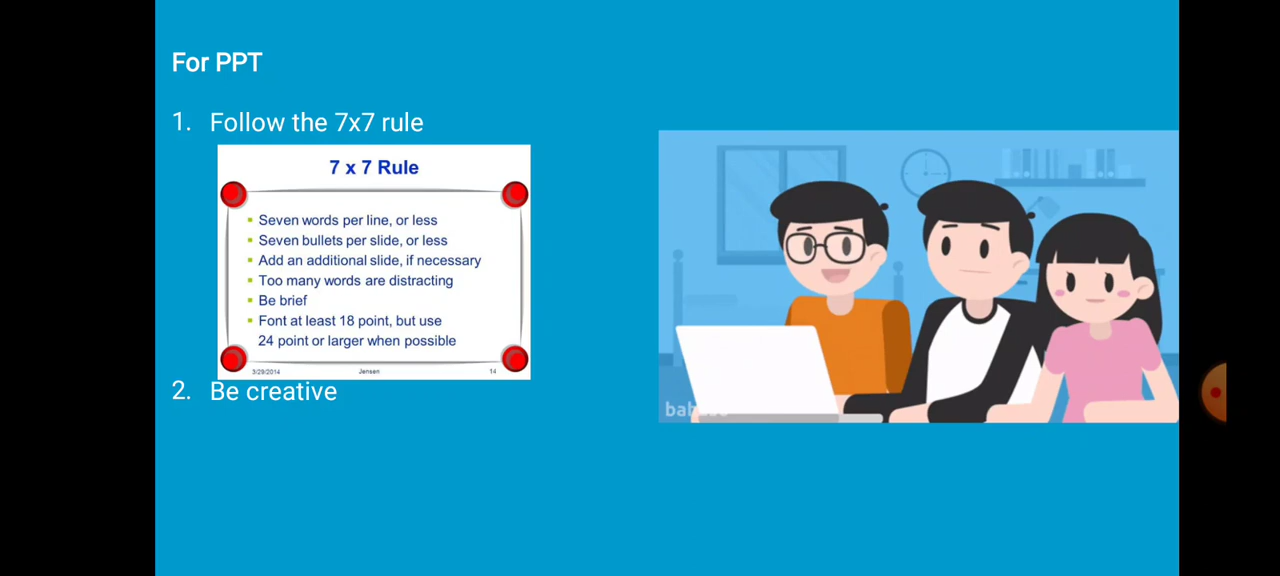 For PPT
1. Follow the 7x7 rule
7 x 7 Rule
Seven words per line, or less
Seven bullets per slide, or less
Add an additional slide, if necessary
Too many words are distracting
Be brief
Font at least 18 point, but use
24 point or larger when possible
3/29/2014 Jensen 14
2. Be creative